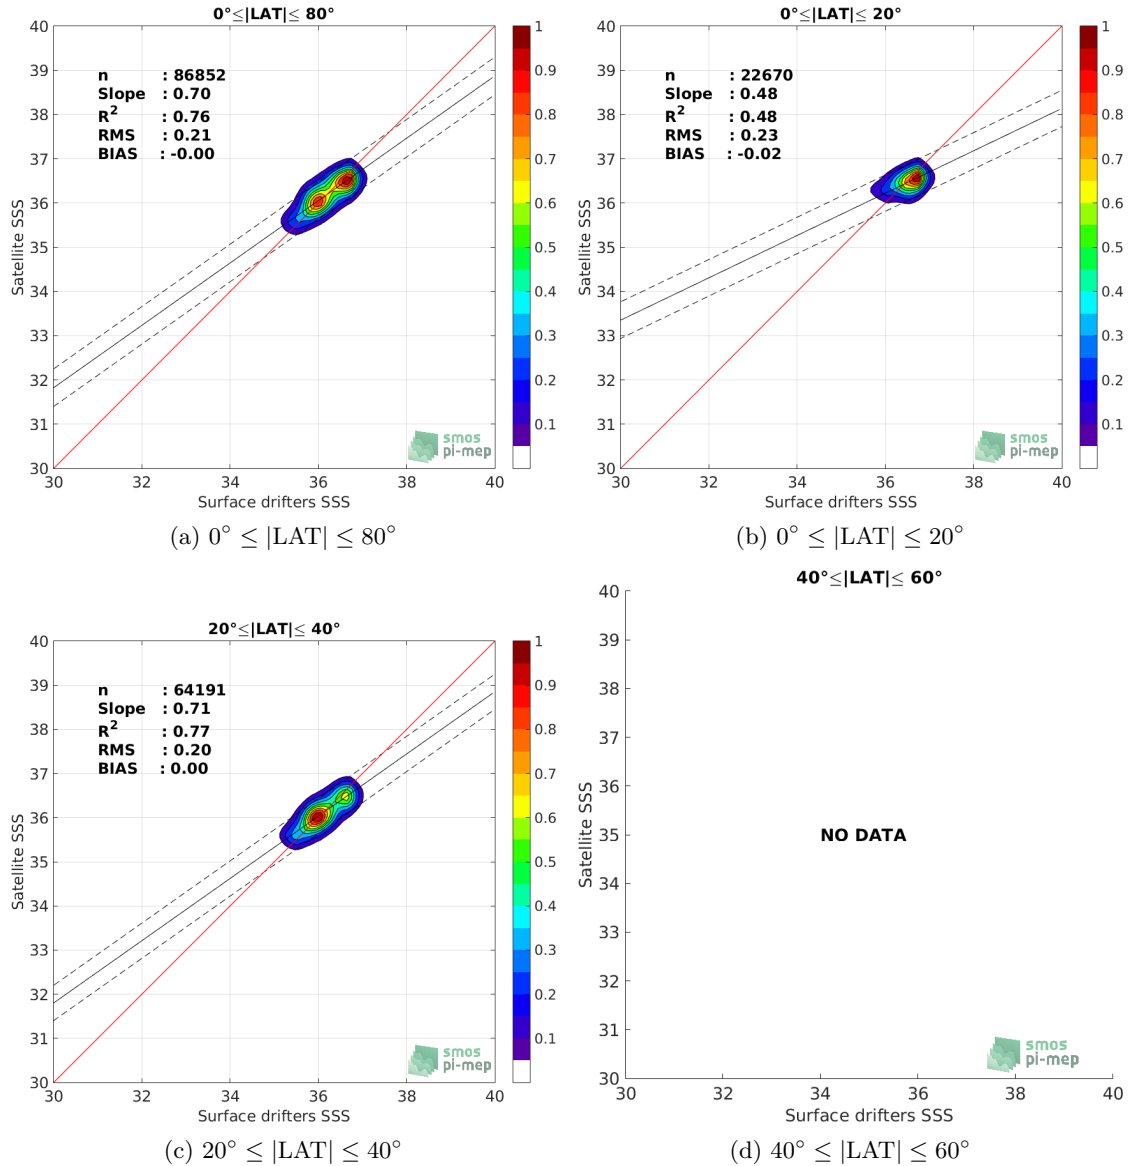 0°≤|LAT|≤ 80°
n : 86852
Slope : 0.70
R² : 0.76
RMS : 0.21
BIAS : -0.00
40
39
38
37
36
35
34
33
32
31
30
Satellite SSS
30 32 34 36 38 40
Surface drifters SSS
1
0.9
0.8
0.7
0.6
0.5
0.4
0.3
0.2
0.1
smos
pi-mep
(a) 0° ≤ |LAT| ≤ 80°
0°≤|LAT|≤ 20°
n : 22670
Slope : 0.48
R² : 0.48
RMS : 0.23
BIAS : -0.02
40
39
38
37
36
35
34
33
32
31
30
Satellite SSS
30 32 34 36 38 40
Surface drifters SSS
1
0.9
0.8
0.7
0.6
0.5
0.4
0.3
0.2
0.1
smos
pi-mep
(b) 0° ≤ |LAT| ≤ 20°
20°≤|LAT|≤ 40°
n : 64191
Slope : 0.71
R² : 0.77
RMS : 0.20
BIAS : 0.00
40
39
38
37
36
35
34
33
32
31
30
Satellite SSS
30 32 34 36 38 40
Surface drifters SSS
1
0.9
0.8
0.7
0.6
0.5
0.4
0.3
0.2
0.1
smos
pi-mep
(c) 20° ≤ |LAT| ≤ 40°
40°≤|LAT|≤ 60°
40
39
38
37
36
35
34
33
32
31
30
Satellite SSS
NO DATA
30 32 34 36 38 40
Surface drifters SSS
smos
pi-mep
(d) 40° ≤ |LAT| ≤ 60°